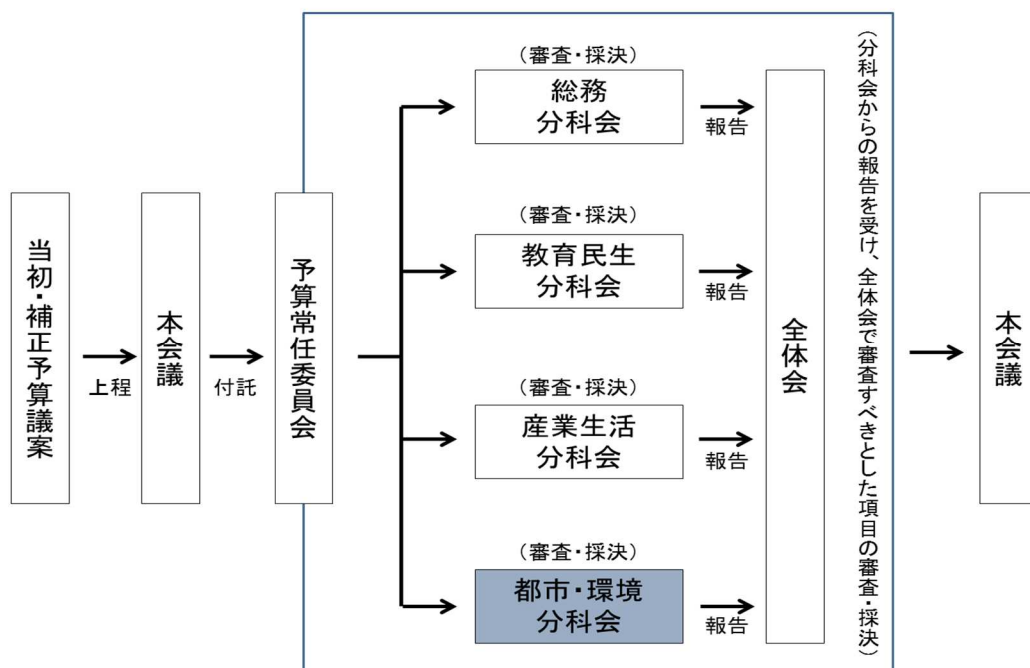 当初・補正予算議案
上程
本会議
付託
予算常任委員会
（審査・採決）
総務
分科会
報告
（審査・採決）
教育民生
分科会
報告
（審査・採決）
産業生活
分科会
報告
（審査・採決）
都市・環境
分科会
報告
全体会
（分科会からの報告を受け、全体会で審査すべきとした項目の審査・採決）
本会議